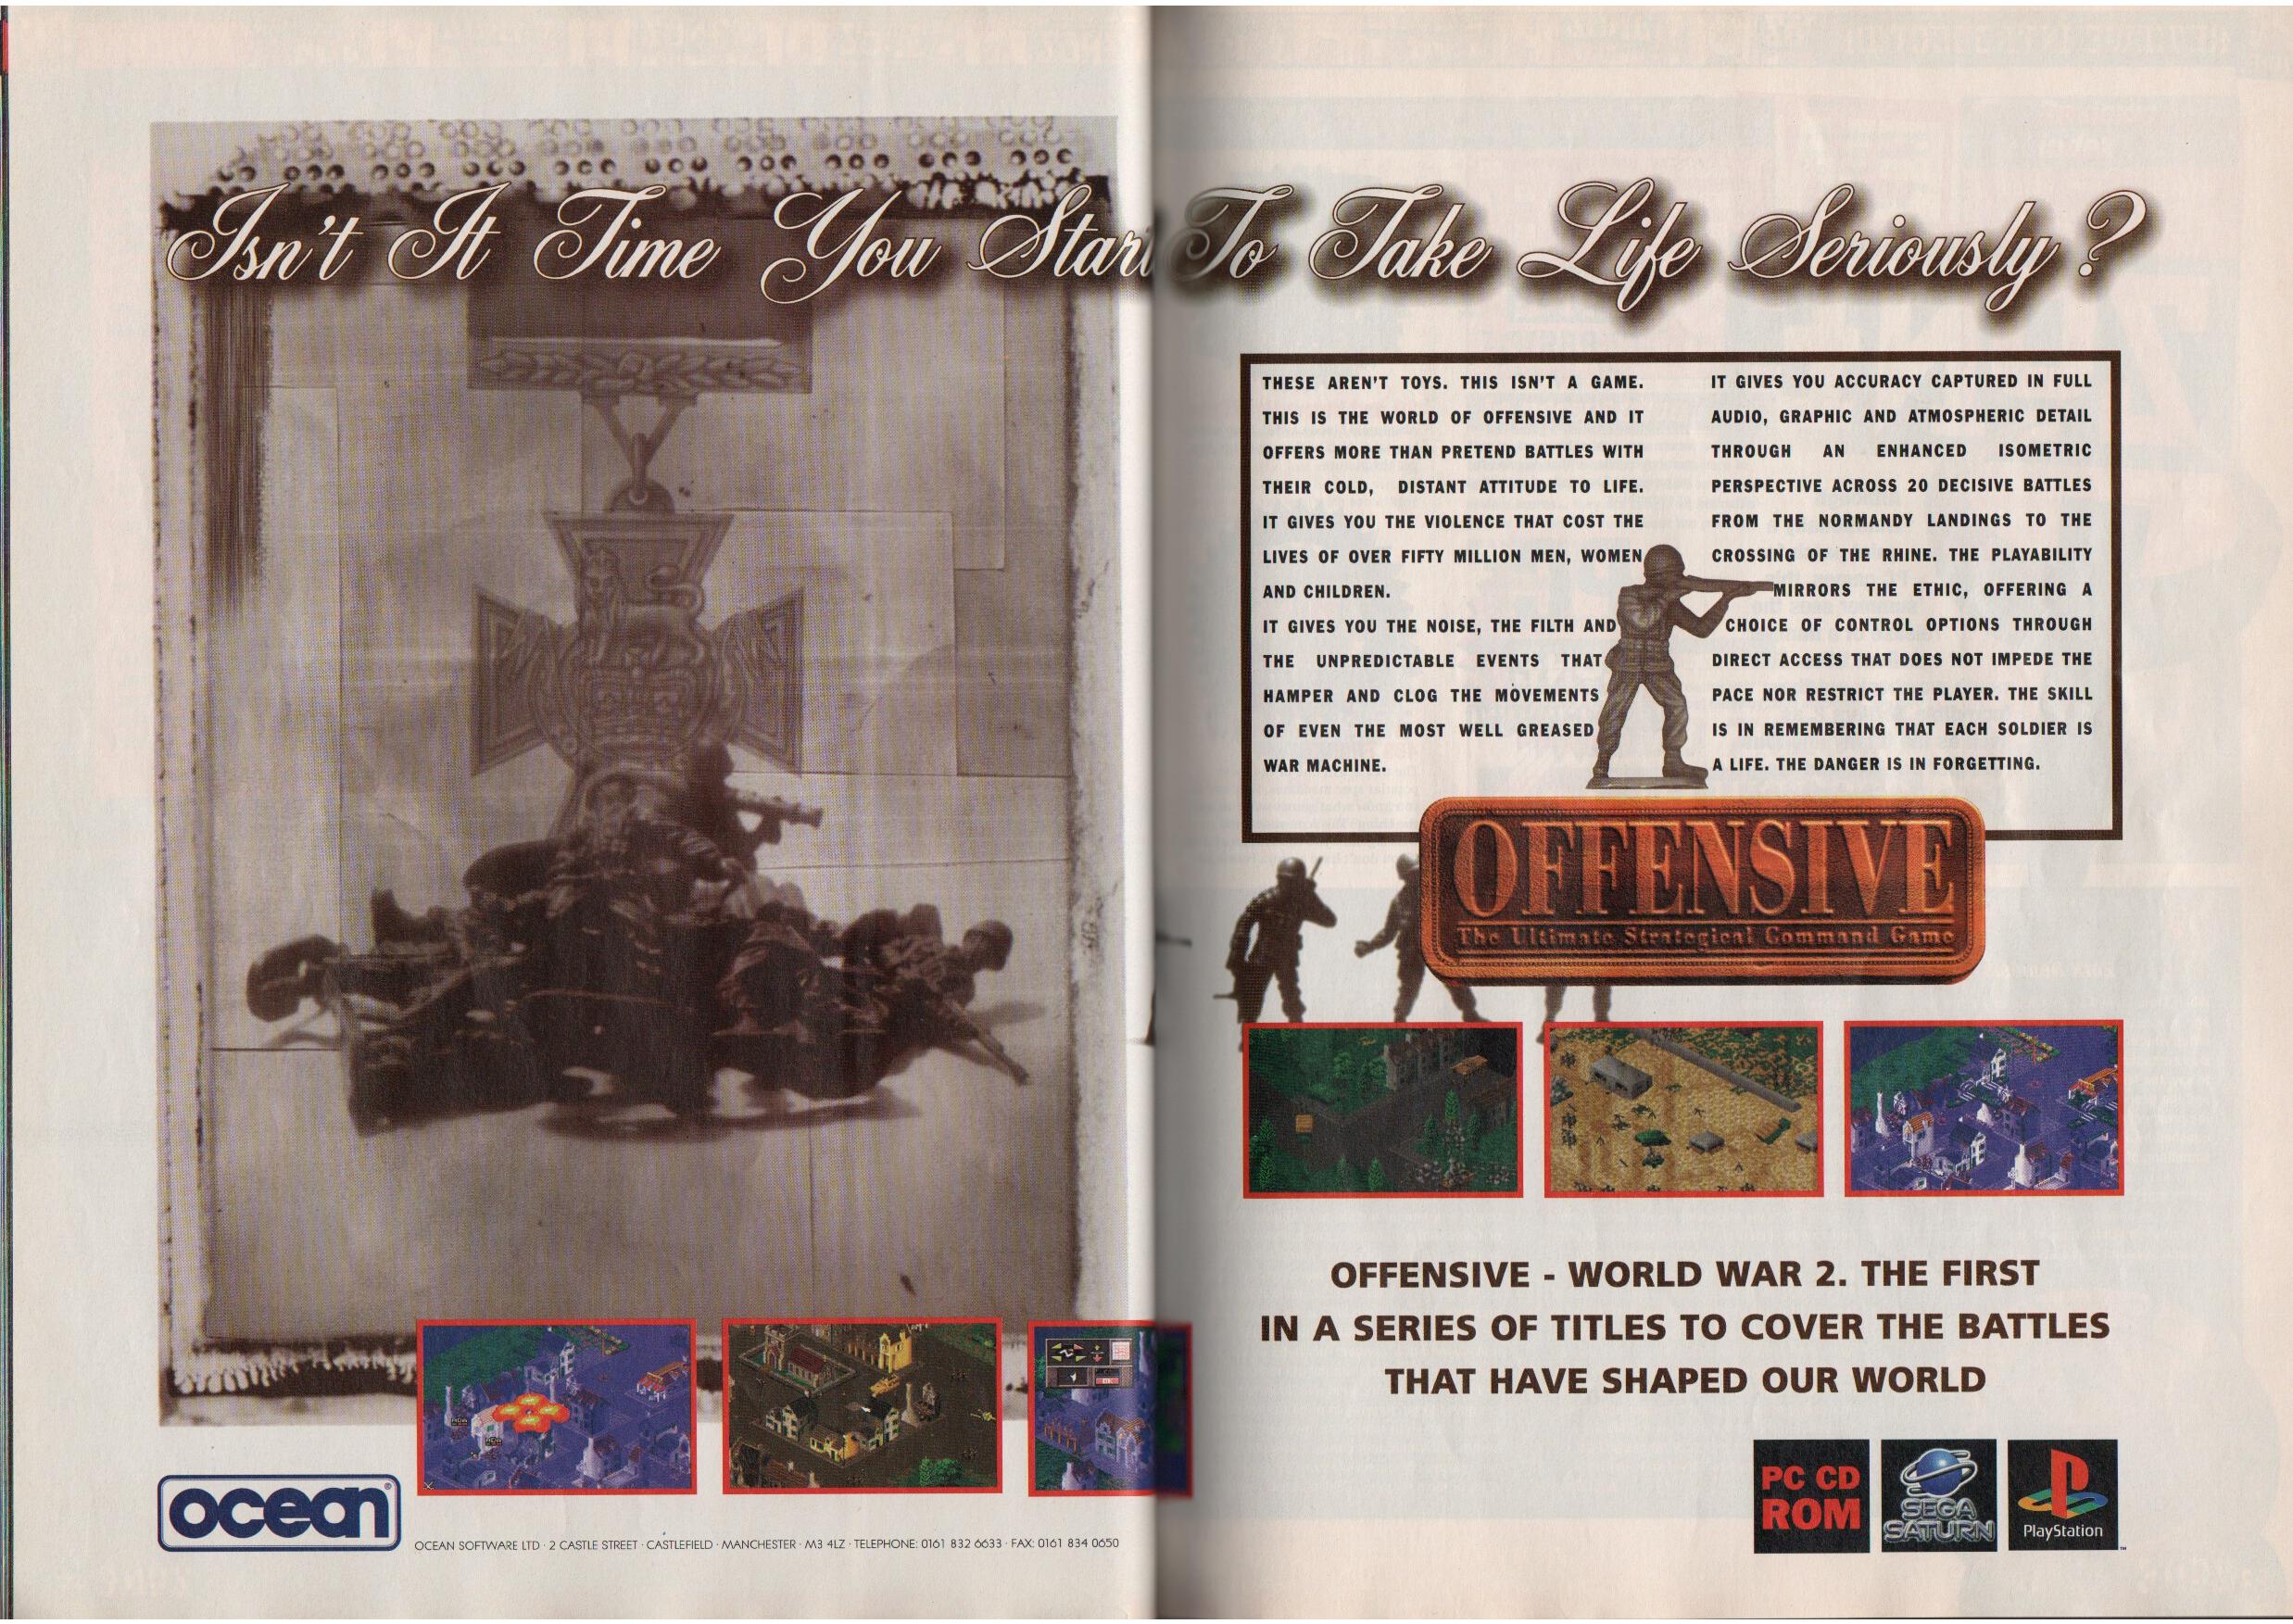 Isn't It Time You Start To Take Life Seriously?
THESE AREN'T TOYS. THIS ISN'T A GAME.
THIS IS THE WORLD OF OFFENSIVE AND IT
OFFERS MORE THAN PRETEND BATTLES WITH
THEIR COLD, DISTANT ATTITUDE TO LIFE.
IT GIVES YOU THE VIOLENCE THAT COST THE
LIVES OF OVER FIFTY MILLION MEN, WOMEN
AND CHILDREN.
IT GIVES YOU THE NOISE, THE FILTH AND
THE UNPREDICTABLE EVENTS THAT
HAMPER AND CLOG THE MOVEMENTS
OF EVEN THE MOST WELL GREASED
WAR MACHINE.
IT GIVES YOU ACCURACY CAPTURED IN FULL
AUDIO, GRAPHIC AND ATMOSPHERIC DETAIL
THROUGH AN ENHANCED ISOMETRIC
PERSPECTIVE ACROSS 20 DECISIVE BATTLES
FROM THE NORMANDY LANDINGS TO THE
CROSSING OF THE RHINE. THE PLAYABILITY
MIRRORS THE ETHIC, OFFERING A
CHOICE OF CONTROL OPTIONS THROUGH
DIRECT ACCESS THAT DOES NOT IMPEDE THE
PACE NOR RESTRICT THE PLAYER. THE SKILL
IS IN REMEMBERING THAT EACH SOLDIER IS
A LIFE. THE DANGER IS IN FORGETTING.
OFFENSIVE
The Ultimate Strategical Command Game
OFFENSIVE - WORLD WAR 2. THE FIRST
IN A SERIES OF TITLES TO COVER THE BATTLES
THAT HAVE SHAPED OUR WORLD
ocean®
OCEAN SOFTWARE LTD · 2 CASTLE STREET · CASTLEFIELD · MANCHESTER · M3 4LZ · TELEPHONE: 0161 832 6633 · FAX: 0161 834 0650
PC CD
ROM
SEGA
SATURN
PlayStation
™